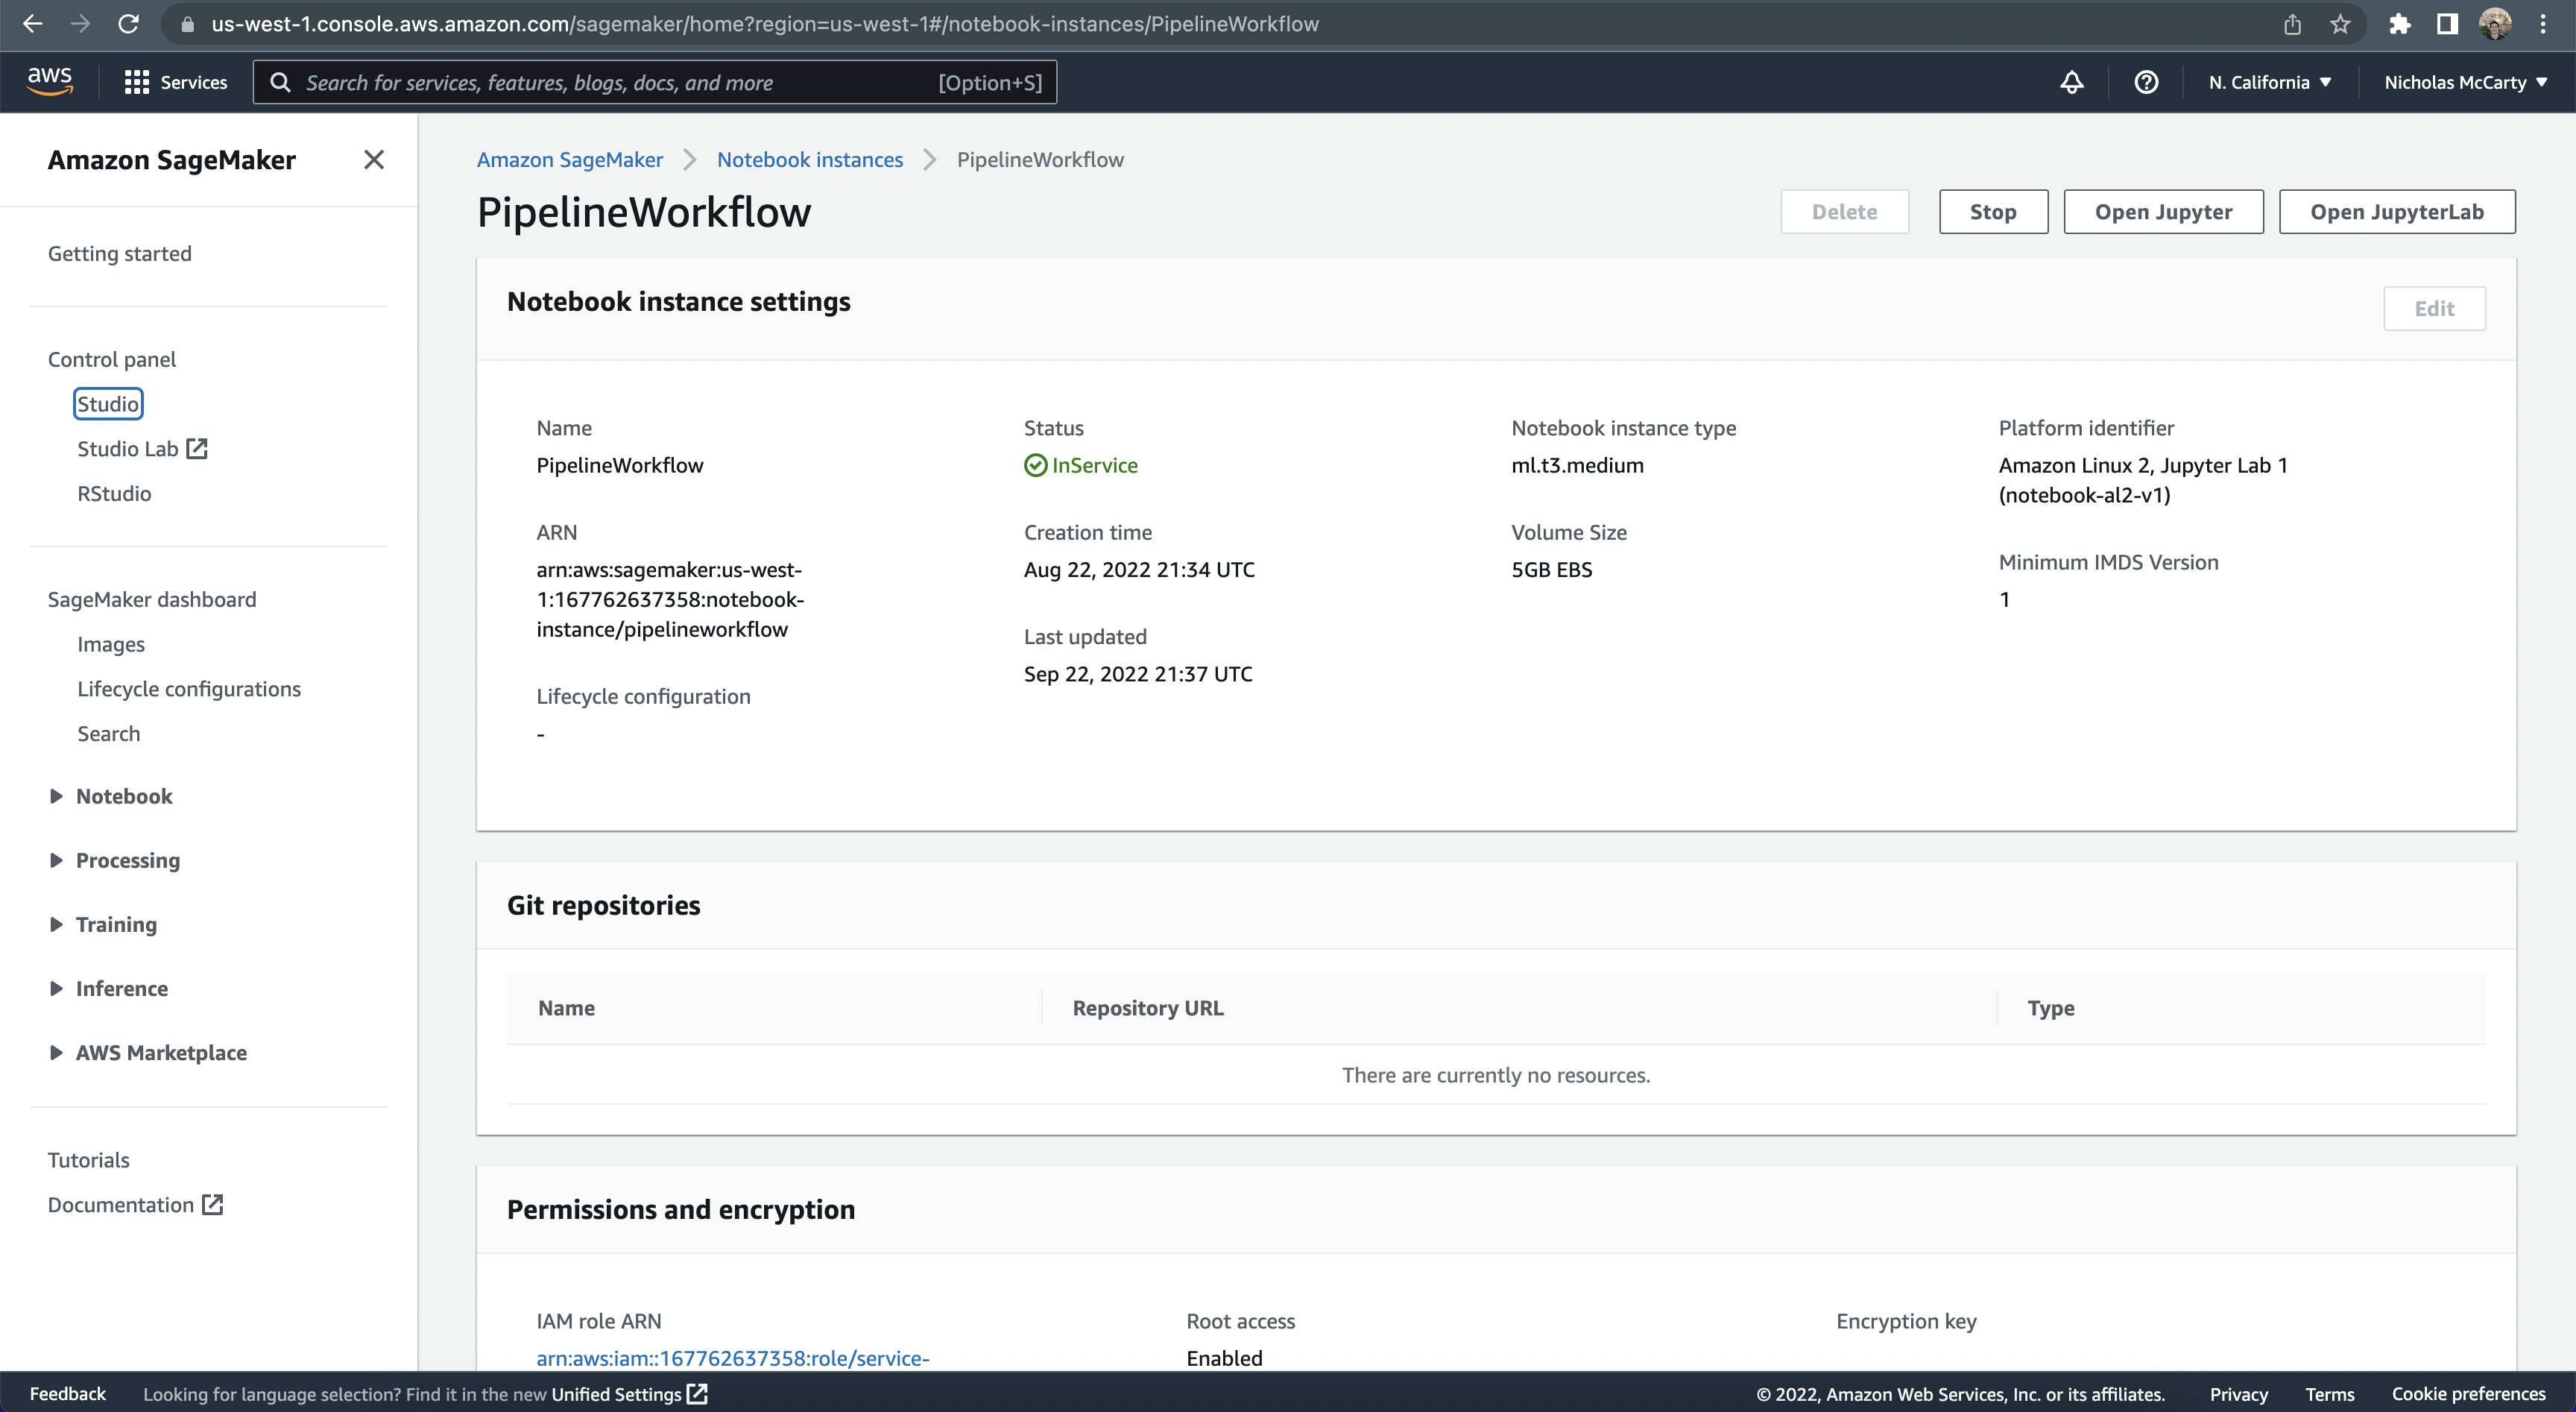 us-west-1.console.aws.amazon.com/sagemaker/home?region=us-west-1#/notebook-instances/PipelineWorkflow
aws
Services
Search for services, features, blogs, docs, and more
[Option+S]
N. California
Nicholas McCarty
Amazon SageMaker
Getting started
Control panel
Studio
Studio Lab
RStudio
SageMaker dashboard
Images
Lifecycle configurations
Search
Notebook
Processing
Training
Inference
AWS Marketplace
Tutorials
Documentation
Amazon SageMaker
Notebook instances
PipelineWorkflow
PipelineWorkflow
Delete
Stop
Open Jupyter
Open JupyterLab
Notebook instance settings
Edit
Name
PipelineWorkflow
ARN
arn:aws:sagemaker:us-west-
1:167762637358:notebook-
instance/pipelineworkflow
Lifecycle configuration
-
Status
InService
Creation time
Aug 22, 2022 21:34 UTC
Last updated
Sep 22, 2022 21:37 UTC
Notebook instance type
ml.t3.medium
Volume Size
5GB EBS
Platform identifier
Amazon Linux 2, Jupyter Lab 1
(notebook-al2-v1)
Minimum IMDS Version
1
Git repositories
Name
Repository URL
Type
There are currently no resources.
Permissions and encryption
IAM role ARN
arn:aws:iam::167762637358:role/service-
Root access
Enabled
Encryption key
Feedback
Looking for language selection? Find it in the new Unified Settings
© 2022, Amazon Web Services, Inc. or its affiliates.
Privacy
Terms
Cookie preferences